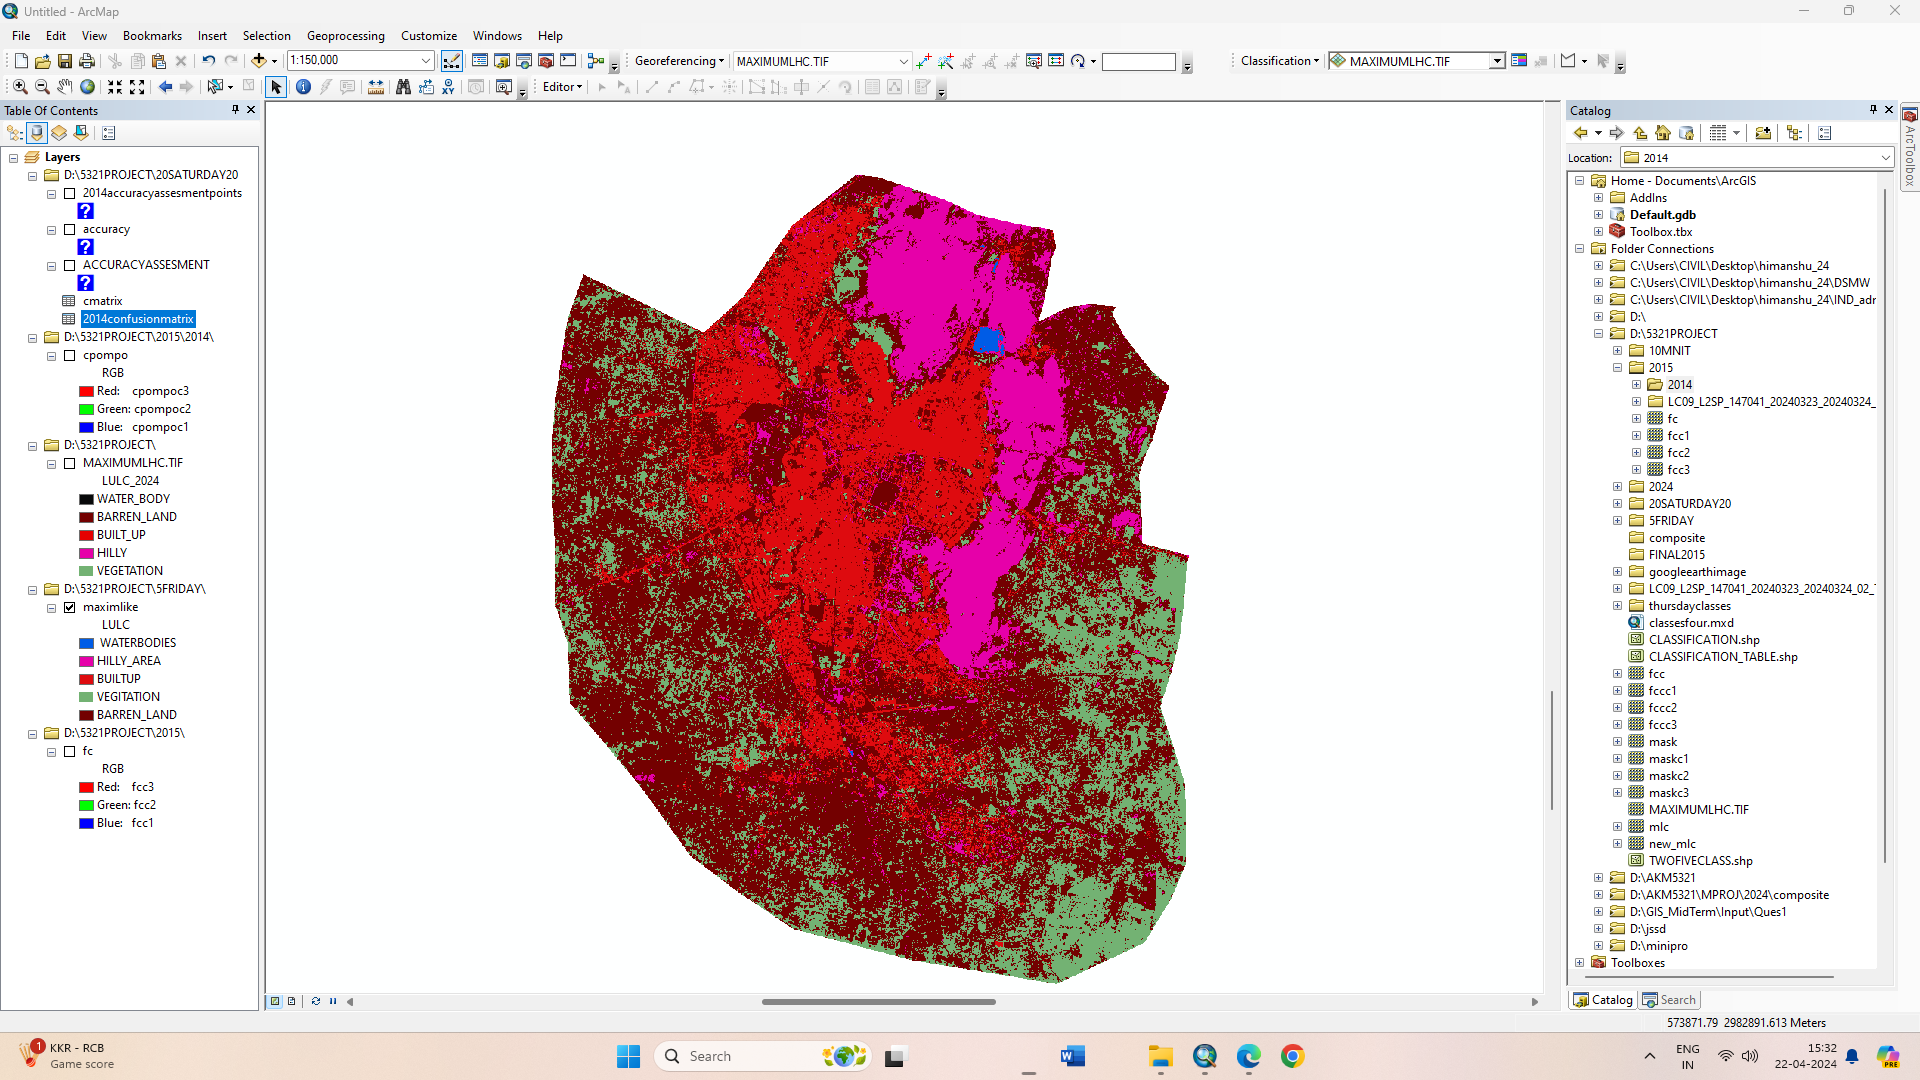 Untitled - ArcMap
File Edit View Bookmarks Insert Selection Geoprocessing Customize Windows Help
1:150,000 Georeferencing MAXIMUMLHC.TIF Classification MAXIMUMLHC.TIF
Editor
Table Of Contents
Layers
D:\5321PROJECT\20SATURDAY20
2014accuracyassesmentpoints
?
accuracy
?
ACCURACYASSESMENT
?
cmatrix
2014confusionmatrix
D:\5321PROJECT\2015\2014\
cpompo
RGB
Red: cpompoc3
Green: cpompoc2
Blue: cpompoc1
D:\5321PROJECT\
MAXIMUMLHC.TIF
LULC_2024
WATER_BODY
BARREN_LAND
BUILT_UP
HILLY
VEGETATION
D:\5321PROJECT\5FRIDAY\
maximlike
LULC
WATERBODIES
HILLY_AREA
BUILTUP
VEGITATION
BARREN_LAND
D:\5321PROJECT\2015\
fc
RGB
Red: fcc3
Green: fcc2
Blue: fcc1
Catalog
Location: 2014
Home - Documents\ArcGIS
AddIns
Default.gdb
Toolbox.tbx
Folder Connections
C:\Users\CIVIL\Desktop\himanshu_24
C:\Users\CIVIL\Desktop\himanshu_24\DSMW
C:\Users\CIVIL\Desktop\himanshu_24\IND_adr
D:\
D:\5321PROJECT
10MNIT
2015
2014
LC09_L2SP_147041_20240323_20240324_
fc
fcc1
fcc2
fcc3
2024
20SATURDAY20
5FRIDAY
composite
FINAL2015
googleearthimage
LC09_L2SP_147041_20240323_20240324_02_
thursdayclasses
classesfour.mxd
CLASSIFICATION.shp
CLASSIFICATION_TABLE.shp
fcc
fccc1
fccc2
fccc3
mask
maskc1
maskc2
maskc3
MAXIMUMLHC.TIF
mlc
new_mlc
TWOFIVECLASS.shp
D:\AKM5321
D:\AKM5321\MPROJ\2024\composite
D:\GIS_MidTerm\Input\Ques1
D:\jssd
D:\minipro
Toolboxes
Catalog Search
ArcToolbox
573871.79 2982891.613 Meters
1
KKR - RCB
Game score
Search
ENG
IN
15:32
22-04-2024
PRE